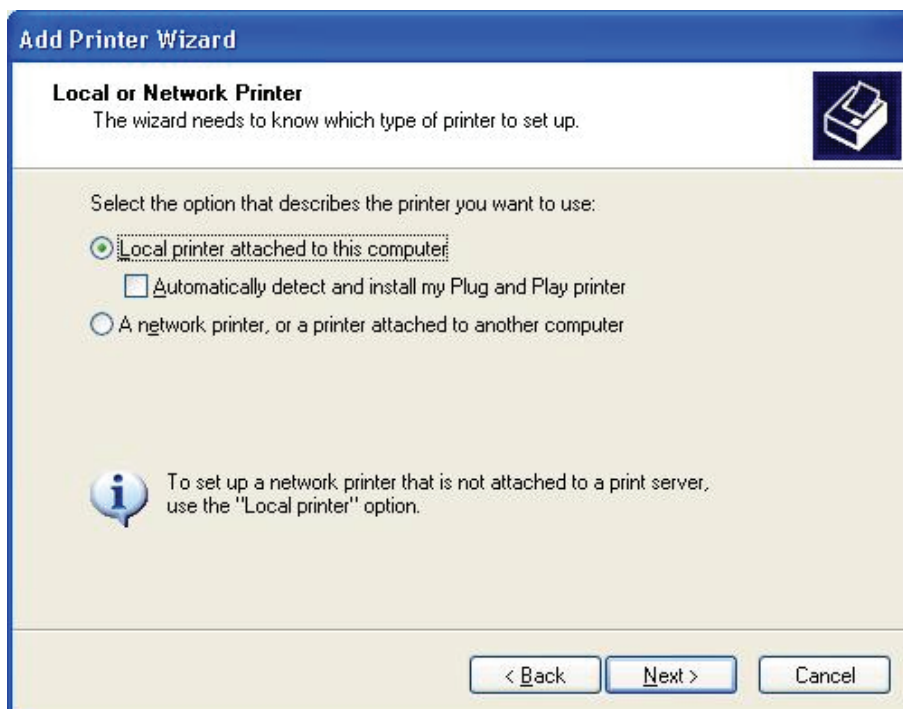 Add Printer Wizard
Local or Network Printer
The wizard needs to know which type of printer to set up.
Select the option that describes the printer you want to use:
Local printer attached to this computer
Automatically detect and install my Plug and Play printer
A network printer, or a printer attached to another computer
To set up a network printer that is not attached to a print server,
use the "Local printer" option.
< Back Next > Cancel